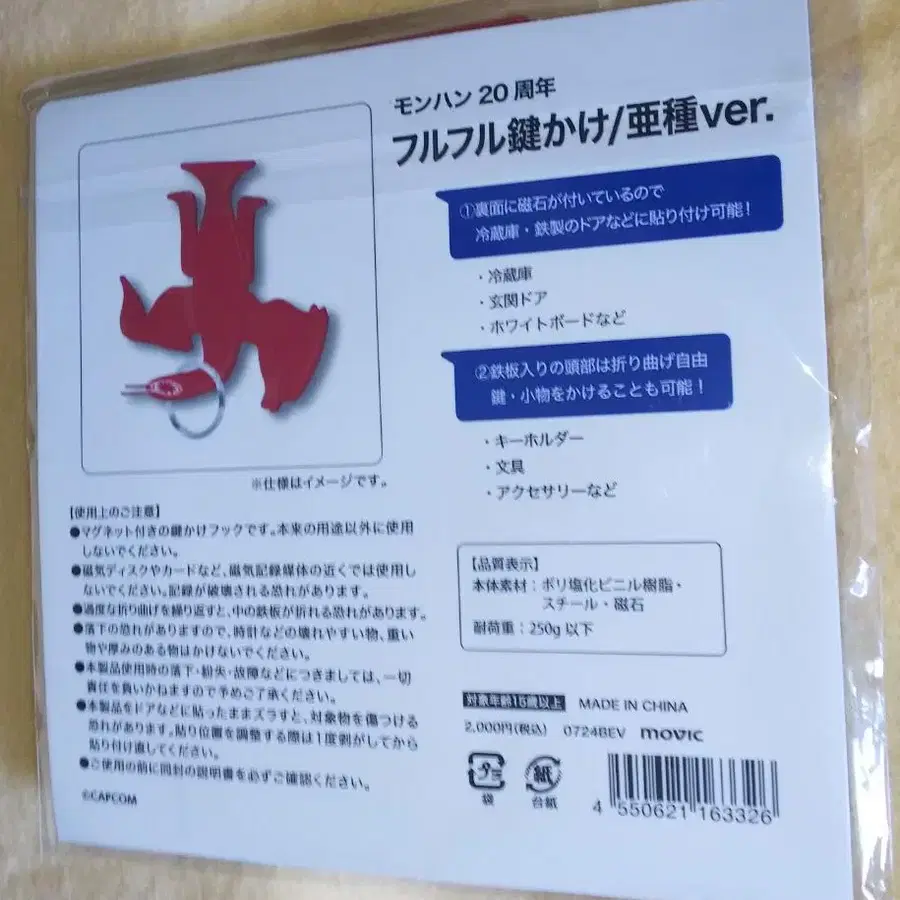 モンハン20周年
フルフル鍵かけ/亜種ver.
①裏面に磁石が付いているので
冷蔵庫・鉄製のドアなどに貼り付け可能!
・冷蔵庫
・玄関ドア
・ホワイトボードなど
②鉄板入りの頭部は折り曲げ自由
鍵・小物をかけることも可能!
・キーホルダー
・文具
・アクセサリーなど
※仕様はイメージです。
【使用上のご注意】
●マグネット付きの鍵かけフックです。本来の用途以外に使用
しないでください。
●磁気ディスクやカードなど、磁気記録媒体の近くでは使用し
ないでください。記録が破壊される恐れがあります。
●過度な折り曲げを繰り返すと、中の鉄板が折れる恐れがあります。
●落下の恐れがありますので、時計などの壊れやすい物、重い
物や厚みのある物はかけないでください。
●本製品使用時の落下・紛失・故障などにつきましては、一切
責任を負いかねますので予めご了承ください。
●本製品をドアなどに貼ったままズラすと、対象物を傷つける
恐れがあります。貼り位置を調整する際は1度剥がしてから
貼り付け直してください。
●ご使用の前に同封の説明書を必ずご確認ください。
©CAPCOM
【品質表示】
本体素材:ポリ塩化ビニル樹脂・
スチール・磁石
耐荷重:250g以下
対象年齢15歳以上 MADE IN CHINA
2,000円(税込) 0724BEV movic
プラ 紙
袋 台紙
4 550621 163326